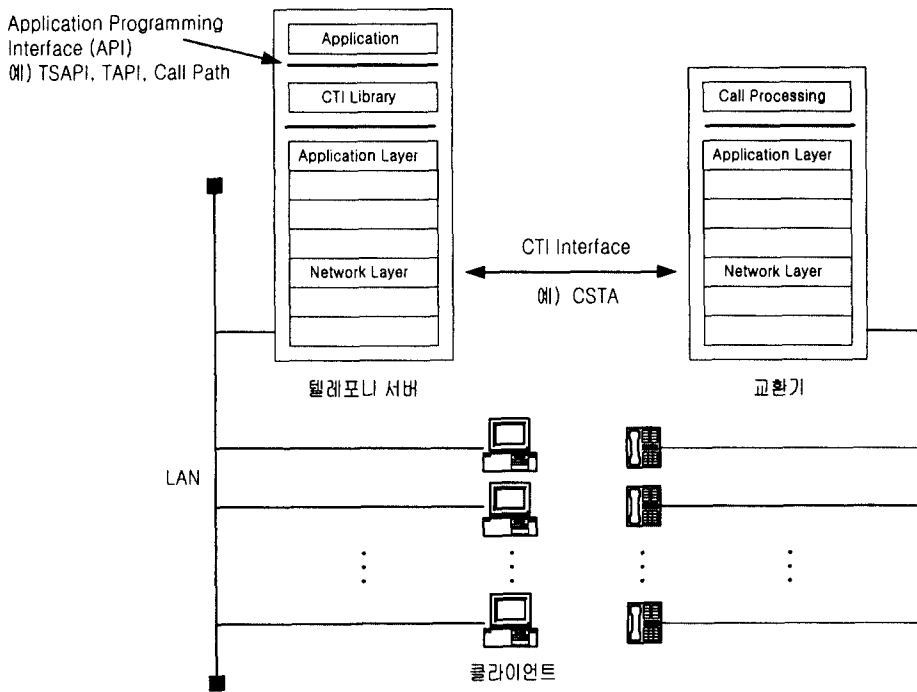 Application Programming
Interface (API)
예) TSAPI, TAPI, Call Path
Application
CTI Library
Application Layer
Network Layer
텔레포니 서버
CTI Interface
예) CSTA
Call Processing
Application Layer
Network Layer
교환기
LAN
클라이언트